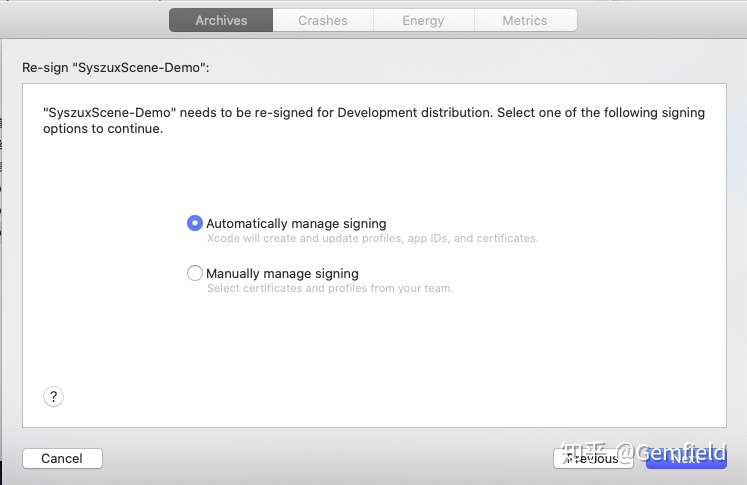 Archives
Crashes
Energy
Metrics
Re-sign "SyszuxScene-Demo":
"SyszuxScene-Demo" needs to be re-signed for Development distribution. Select one of the following signing
options to continue.
Automatically manage signing
Xcode will create and update profiles, app IDs, and certificates.
Manually manage signing
Select certificates and profiles from your team.
?
Cancel
Previous
Next
知乎 @Gemfield